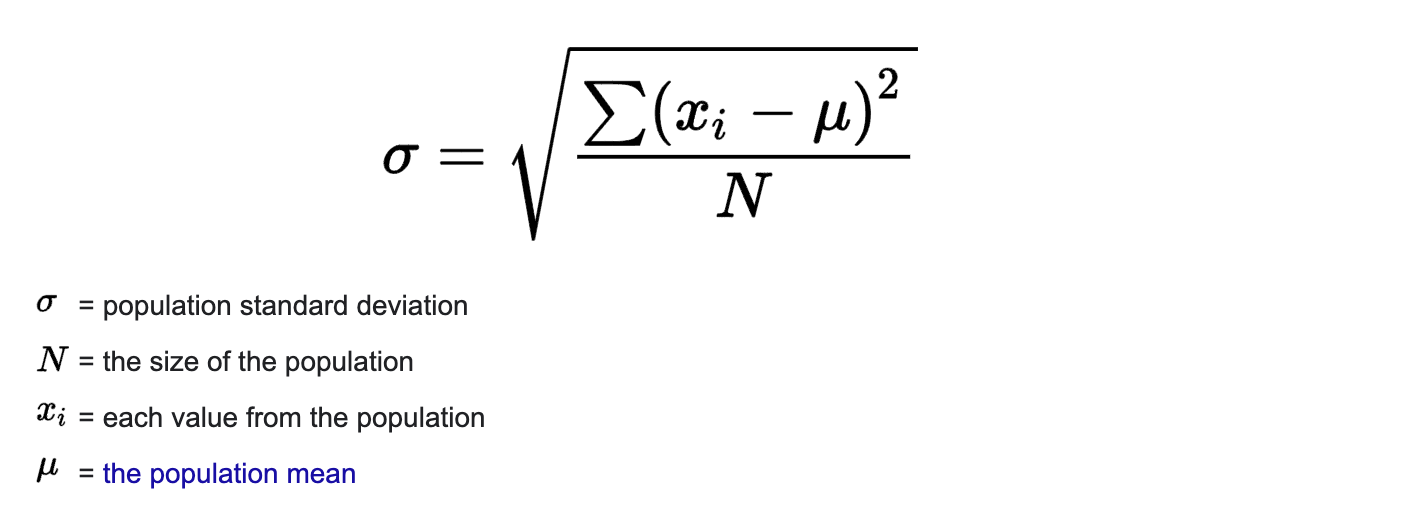 σ = √(∑(xᵢ − μ)² / N)
σ = population standard deviation
N = the size of the population
xᵢ = each value from the population
μ = the population mean